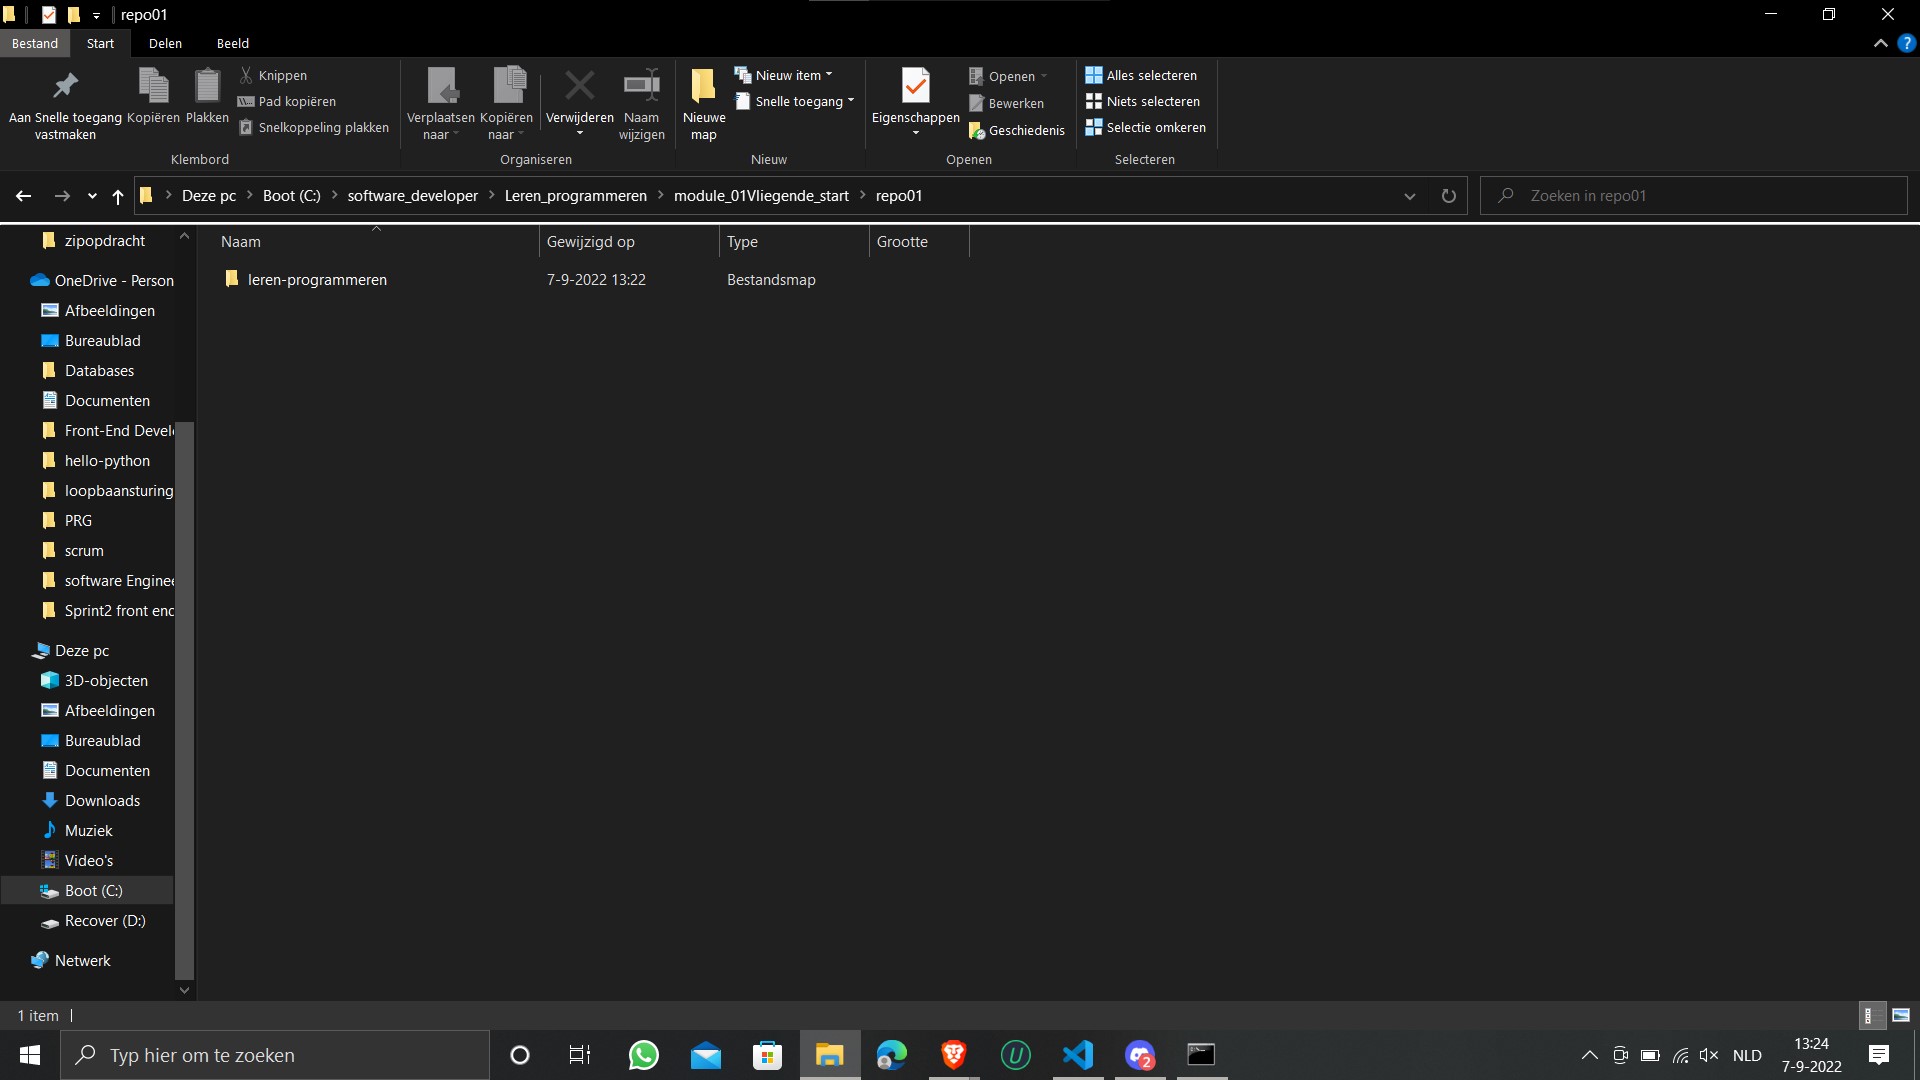 repo01
Bestand Start Delen Beeld
Aan Snelle toegang vastmaken
Kopiëren
Plakken
Knippen
Pad kopiëren
Snelkoppeling plakken
Klembord
Verplaatsen naar
Kopiëren naar
Verwijderen
Naam wijzigen
Organiseren
Nieuwe map
Nieuw item
Snelle toegang
Nieuw
Eigenschappen
Openen
Bewerken
Geschiedenis
Openen
Alles selecteren
Niets selecteren
Selectie omkeren
Selecteren
Deze pc > Boot (C:) > software_developer > Leren_programmeren > module_01Vliegende_start > repo01
Zoeken in repo01
zipopdracht
OneDrive - Person
Afbeeldingen
Bureaublad
Databases
Documenten
Front-End Devel
hello-python
loopbaansturing
PRG
scrum
software Enginee
Sprint2 front end
Deze pc
3D-objecten
Afbeeldingen
Bureaublad
Documenten
Downloads
Muziek
Video's
Boot (C:)
Recover (D:)
Netwerk
Naam Gewijzigd op Type Grootte
leren-programmeren 7-9-2022 13:22 Bestandsmap
1 item
Typ hier om te zoeken
2
NLD
13:24
7-9-2022